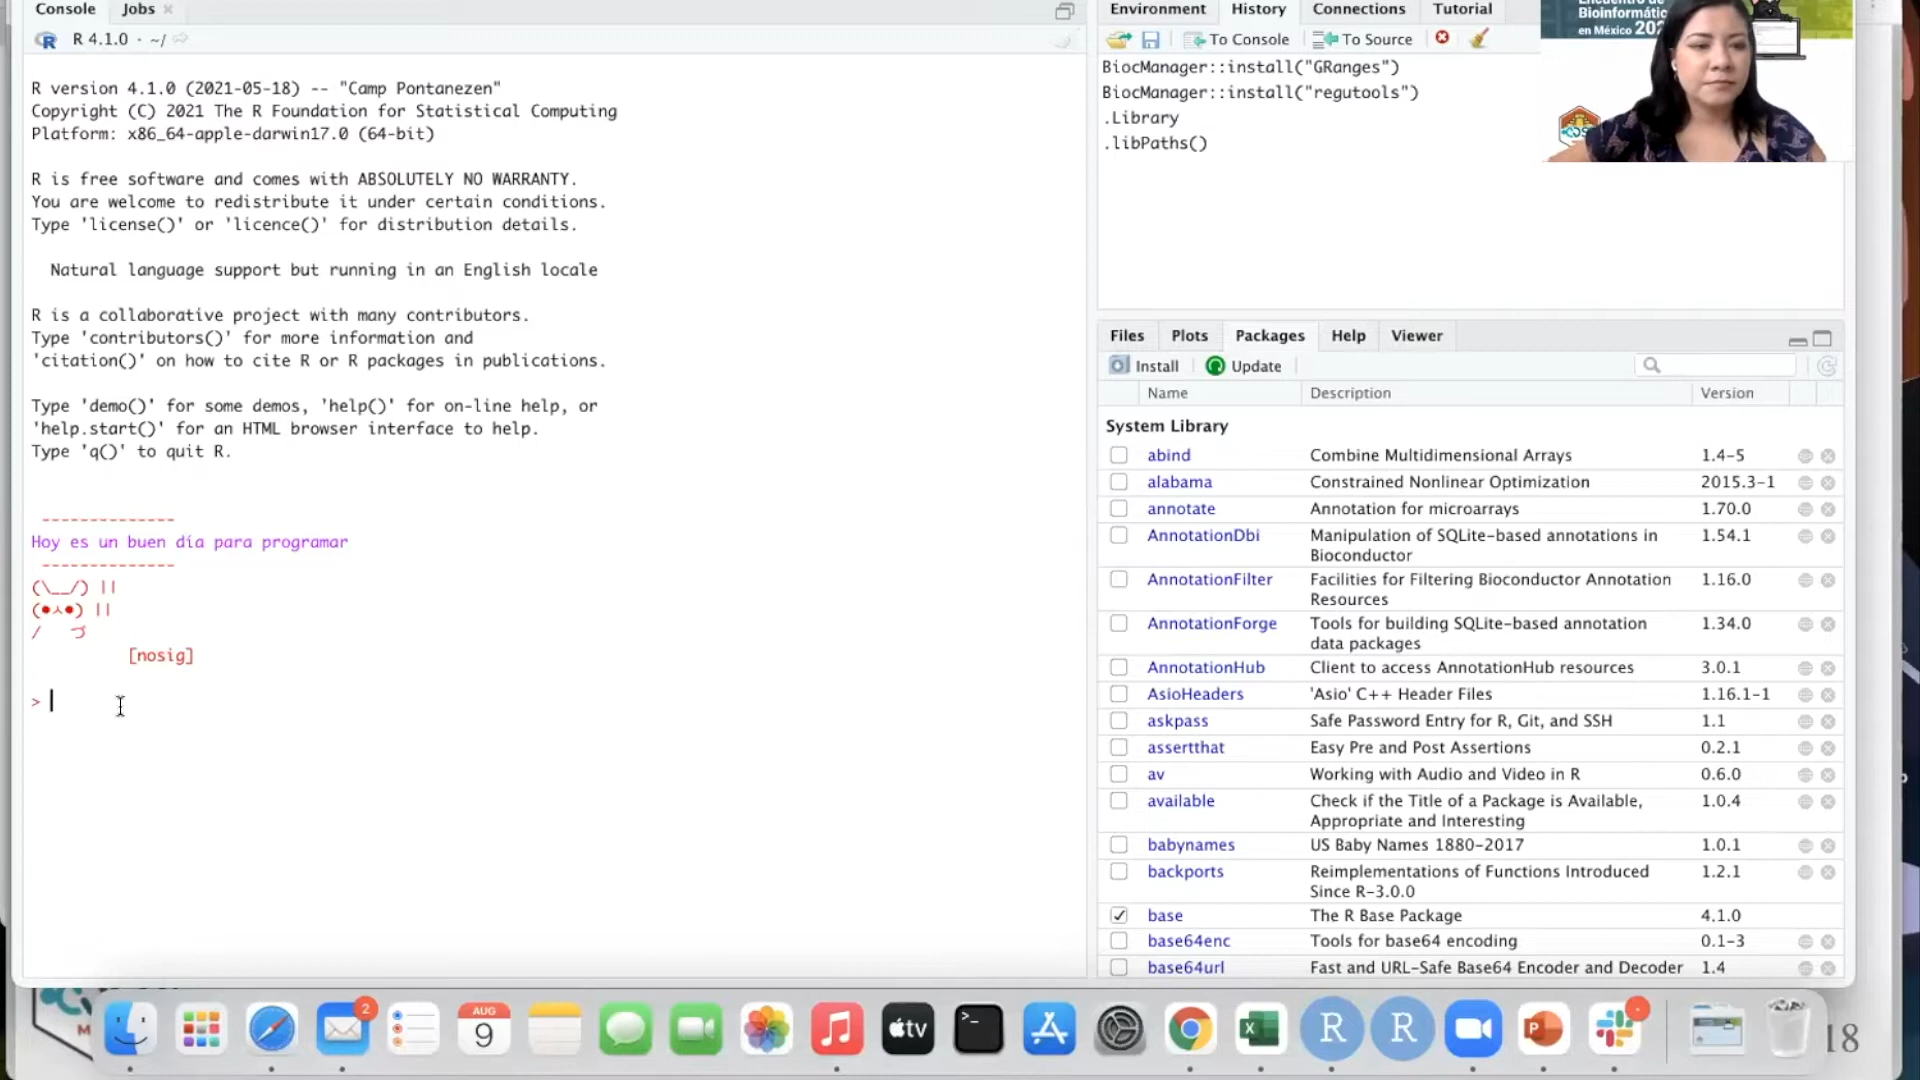 Console Jobs
R 4.1.0 · ~/
R version 4.1.0 (2021-05-18) -- "Camp Pontanezen"
Copyright (C) 2021 The R Foundation for Statistical Computing
Platform: x86_64-apple-darwin17.0 (64-bit)
R is free software and comes with ABSOLUTELY NO WARRANTY.
You are welcome to redistribute it under certain conditions.
Type 'license()' or 'licence()' for distribution details.
Natural language support but running in an English locale
R is a collaborative project with many contributors.
Type 'contributors()' for more information and
'citation()' on how to cite R or R packages in publications.
Type 'demo()' for some demos, 'help()' for on-line help, or
'help.start()' for an HTML browser interface to help.
Type 'q()' to quit R.
--------------
Hoy es un buen día para programar
--------------
(\__/) ||
(●ㅅ●) ||
/   づ
[nosig]
>
Environment History Connections Tutorial
To Console To Source
BiocManager::install("GRanges")
BiocManager::install("regutools")
.Library
.libPaths()
Encuentro de
Bioinformátic
en México 202
Files Plots Packages Help Viewer
Install Update
Name Description Version
System Library
abind Combine Multidimensional Arrays 1.4-5
alabama Constrained Nonlinear Optimization 2015.3-1
annotate Annotation for microarrays 1.70.0
AnnotationDbi Manipulation of SQLite-based annotations in 1.54.1
Bioconductor
AnnotationFilter Facilities for Filtering Bioconductor Annotation 1.16.0
Resources
AnnotationForge Tools for building SQLite-based annotation 1.34.0
data packages
AnnotationHub Client to access AnnotationHub resources 3.0.1
AsioHeaders 'Asio' C++ Header Files 1.16.1-1
askpass Safe Password Entry for R, Git, and SSH 1.1
assertthat Easy Pre and Post Assertions 0.2.1
av Working with Audio and Video in R 0.6.0
available Check if the Title of a Package is Available, 1.0.4
Appropriate and Interesting
babynames US Baby Names 1880-2017 1.0.1
backports Reimplementations of Functions Introduced 1.2.1
Since R-3.0.0
base The R Base Package 4.1.0
base64enc Tools for base64 encoding 0.1-3
base64url Fast and URL-Safe Base64 Encoder and Decoder 1.4
2
AUG
9
tv
R R
P
18